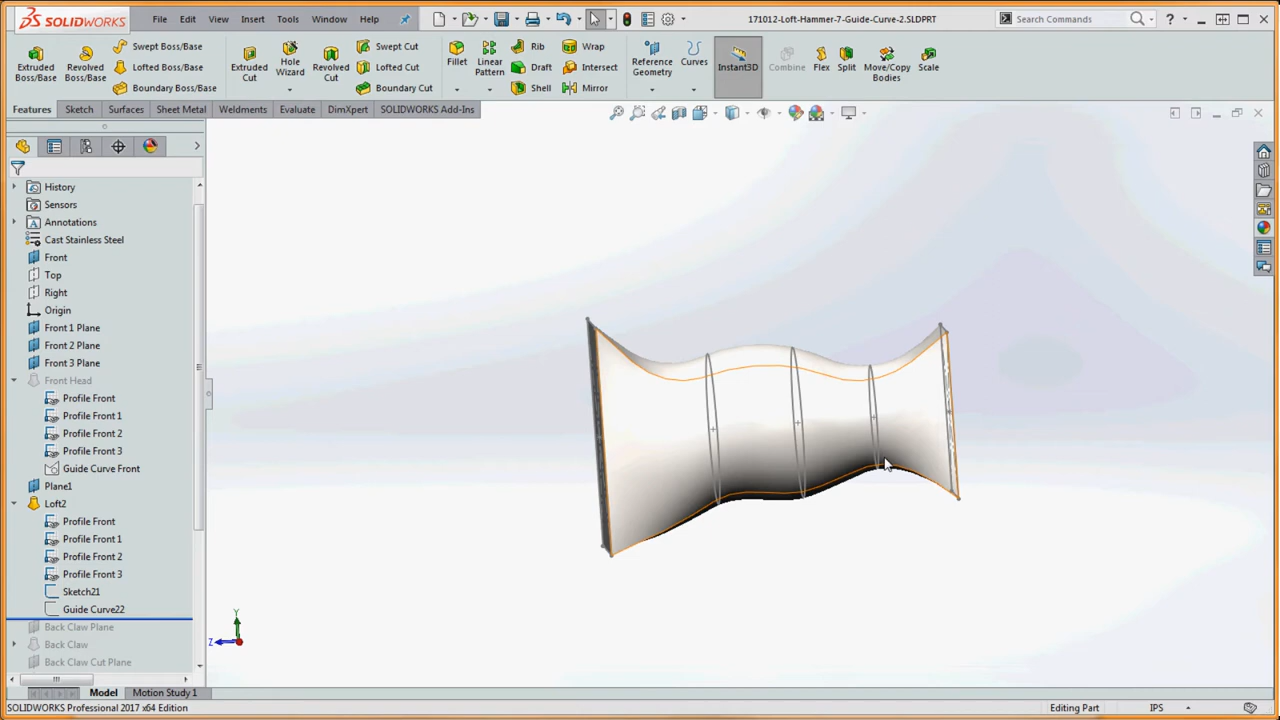 SOLIDWORKS File Edit View Insert Tools Window Help 171012-Loft-Hammer-7-Guide-Curve-2.SLDPRT Search Commands
Extruded Boss/Base
Revolved Boss/Base
Swept Boss/Base
Lofted Boss/Base
Boundary Boss/Base
Extruded Cut
Hole Wizard
Revolved Cut
Swept Cut
Lofted Cut
Boundary Cut
Fillet
Linear Pattern
Rib
Draft
Shell
Wrap
Intersect
Mirror
Reference Geometry
Curves
Instant3D
Combine
Flex
Split
Move/Copy Bodies
Scale
Features Sketch Surfaces Sheet Metal Weldments Evaluate DimXpert SOLIDWORKS Add-Ins
History
Sensors
Annotations
Cast Stainless Steel
Front
Top
Right
Origin
Front 1 Plane
Front 2 Plane
Front 3 Plane
Front Head
Profile Front
Profile Front 1
Profile Front 2
Profile Front 3
Guide Curve Front
Plane1
Loft2
Profile Front
Profile Front 1
Profile Front 2
Profile Front 3
Sketch21
Guide Curve22
Back Claw Plane
Back Claw
Back Claw Cut Plane
Y
Z
Model Motion Study 1
SOLIDWORKS Professional 2017 x64 Edition Editing Part IPS